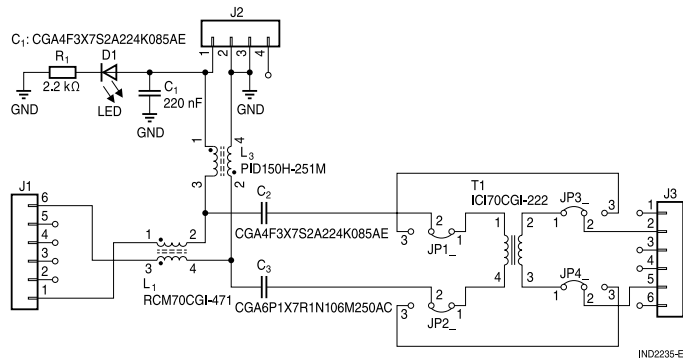 J2
C1: CGA4F3X7S2A224K085AE
1 2 3 4
R1 D1
2.2 kΩ
LED
C1
220 nF
GND
GND
GND
1 4
L3
PID150H-251M
3 2
J1
6
5
4
3
2
1
1 2
3 4
L1
RCM70CGI-471
C2
CGA4F3X7S2A224K085AE
C3
CGA6P1X7R1N106M250AC
3 2 1
JP1_
2 1
3
JP2_
T1
ICI70CGI-222
1 2
4 3
JP3_
1 2 3
JP4_
1 2 3
J3
1
2
3
4
5
6
IND2235-E